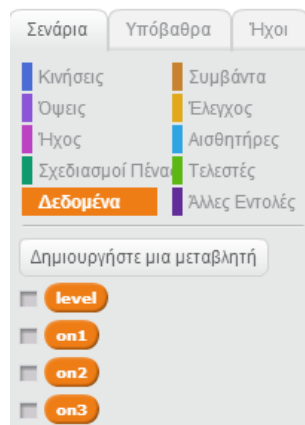 Σενάρια Υπόβαθρα Ήχοι
Κινήσεις Συμβάντα
Όψεις Έλεγχος
Ήχος Αισθητήρες
Σχεδιασμοί Πένα Τελεστές
Δεδομένα Άλλες Εντολές
Δημιουργήστε μια μεταβλητή
level
on1
on2
on3